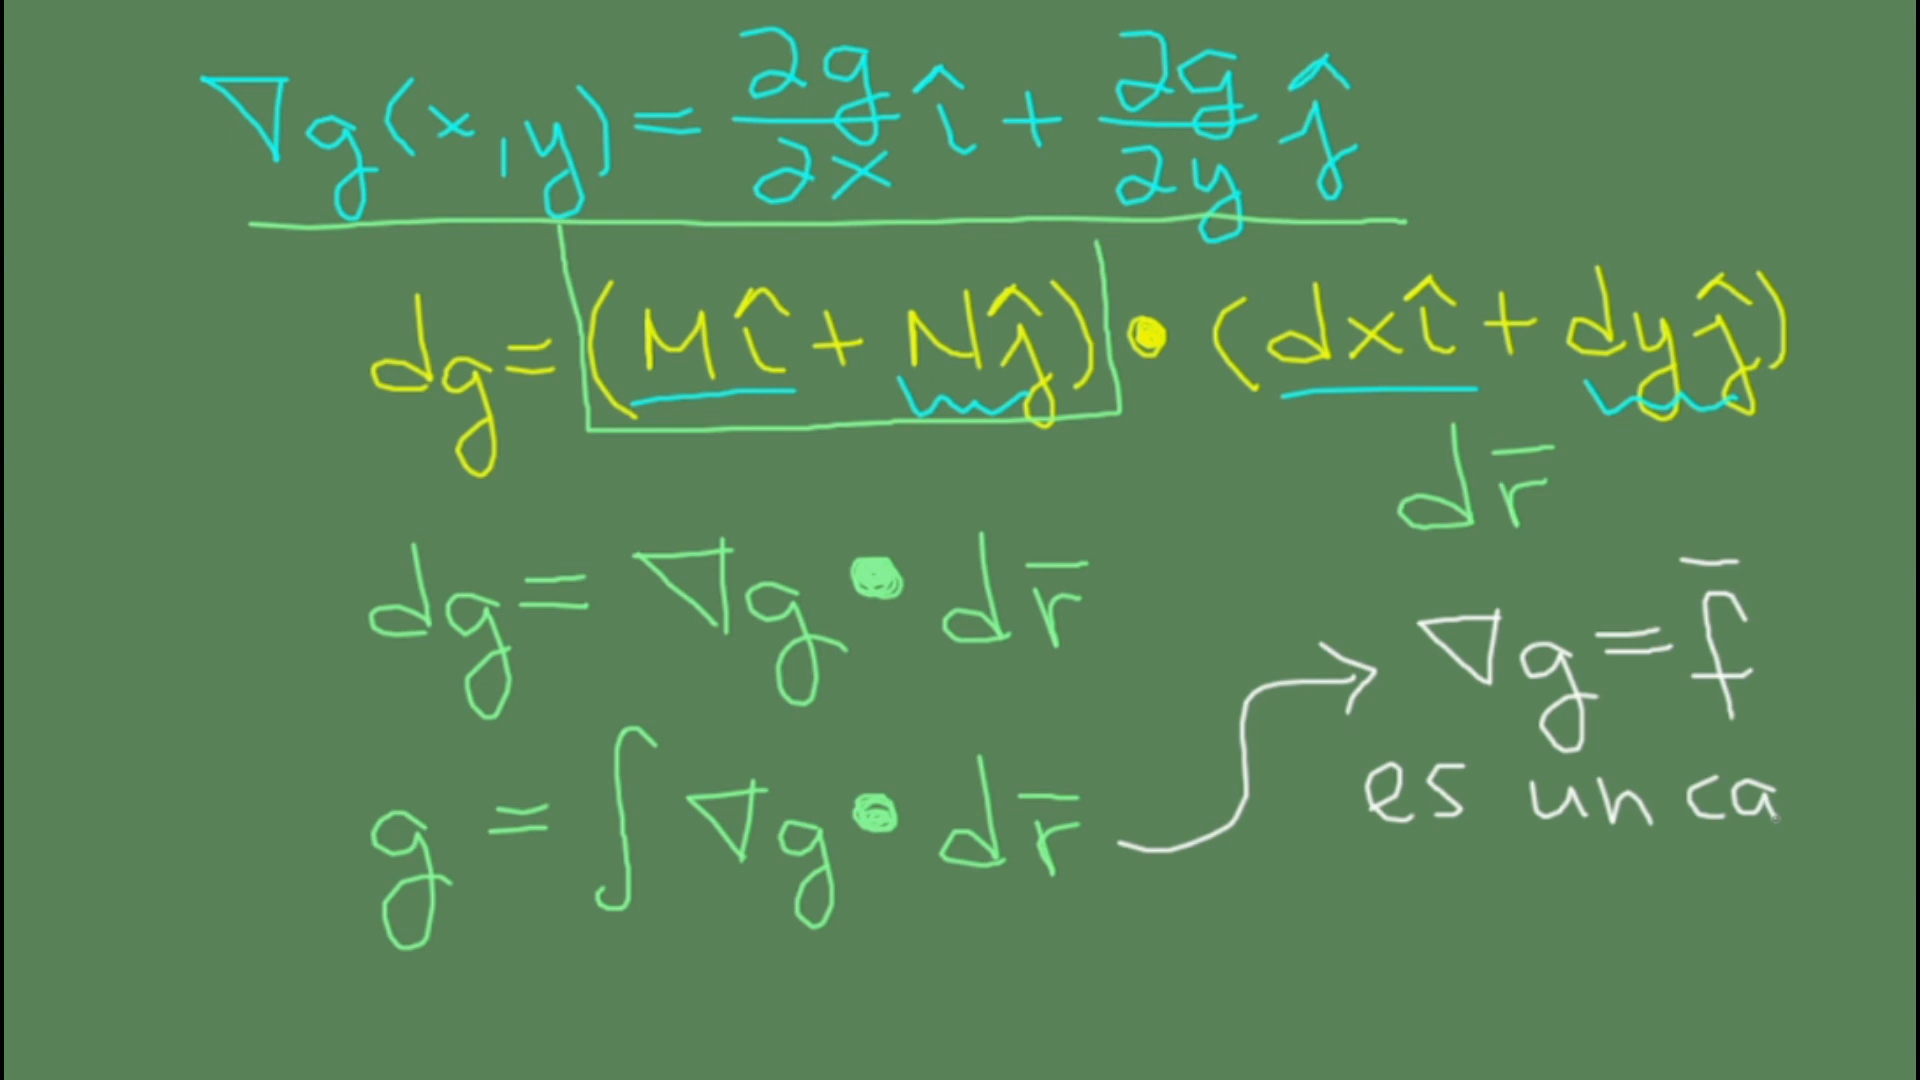 ∇g(x,y) = ∂g/∂x î + ∂g/∂y ĵ
dg = (Mî + Nĵ) • (dxî + dyĵ)
dr̅
dg = ∇g • dr̅
∇g = f̅
es un ca
g = ∫ ∇g • dr̅